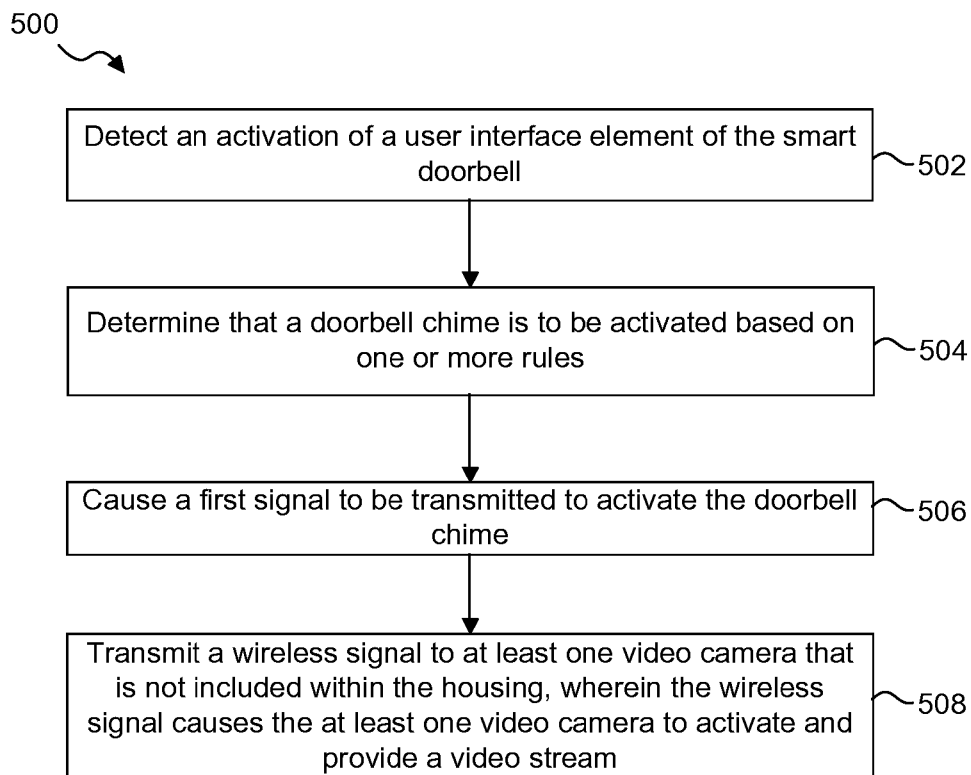 500
Detect an activation of a user interface element of the smart
doorbell
502
Determine that a doorbell chime is to be activated based on
one or more rules
504
Cause a first signal to be transmitted to activate the doorbell
chime
506
Transmit a wireless signal to at least one video camera that
is not included within the housing, wherein the wireless
signal causes the at least one video camera to activate and
provide a video stream
508